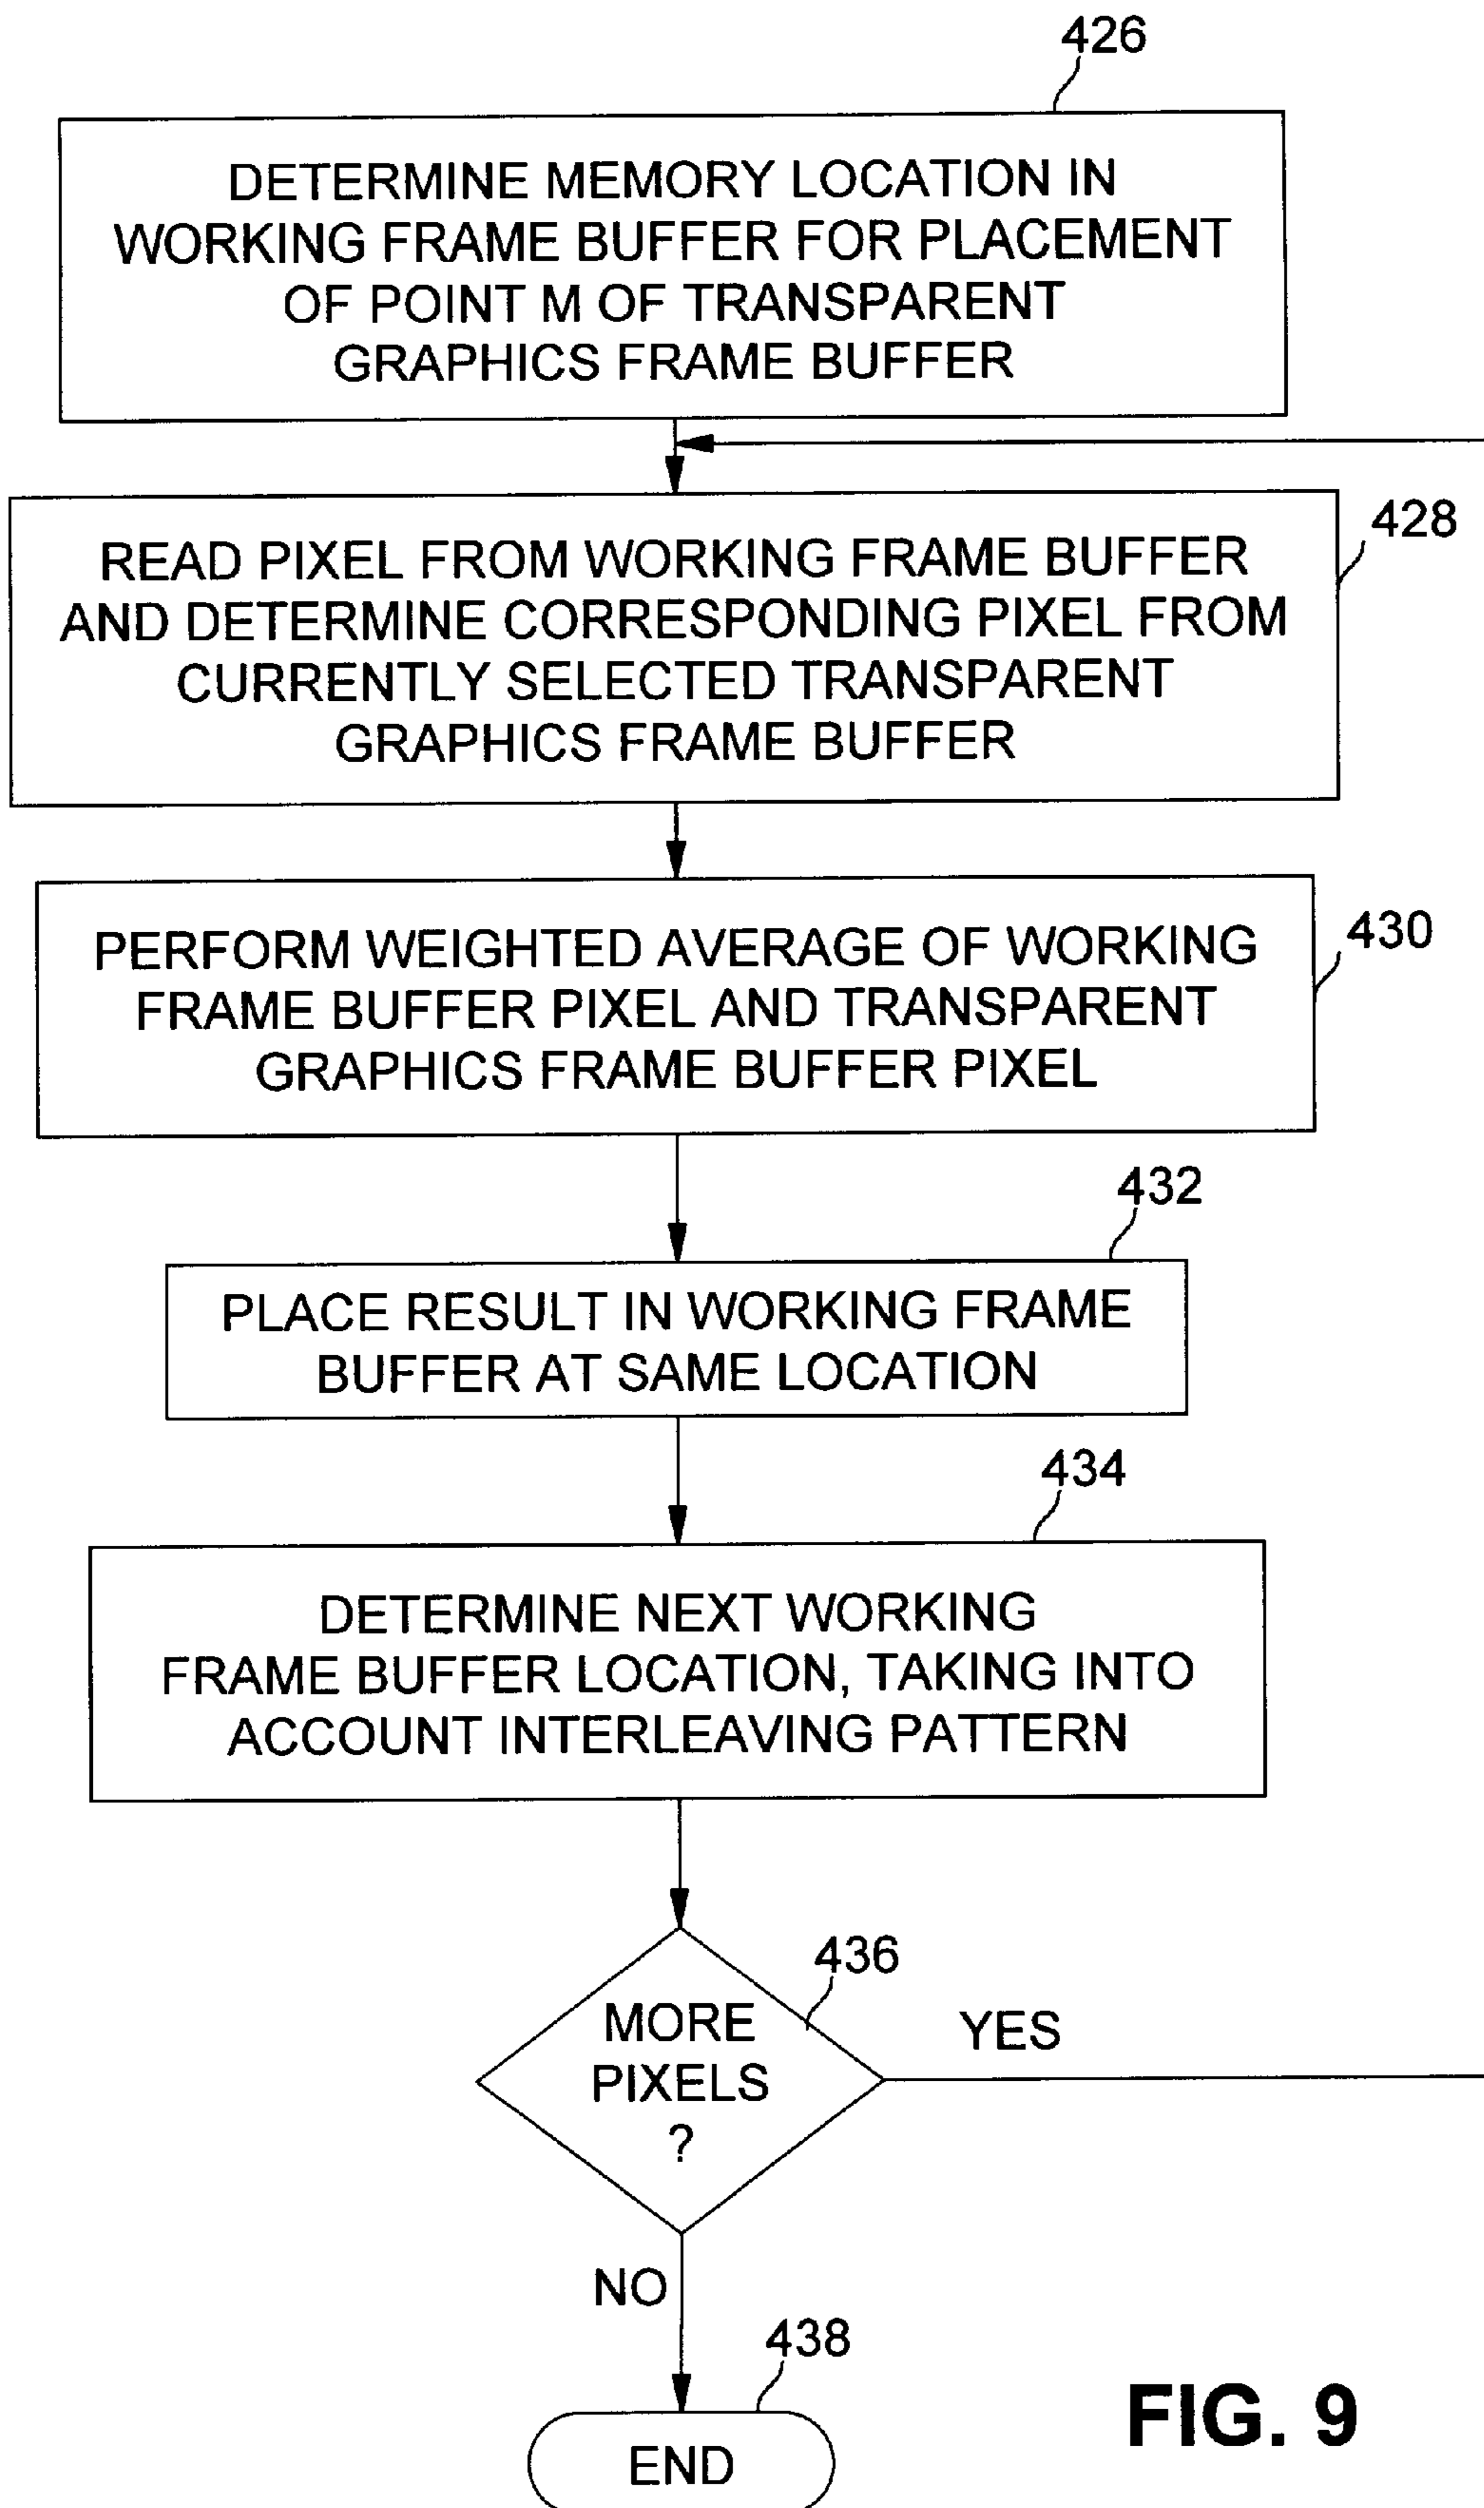 426
DETERMINE MEMORY LOCATION IN
WORKING FRAME BUFFER FOR PLACEMENT
OF POINT M OF TRANSPARENT
GRAPHICS FRAME BUFFER
428
READ PIXEL FROM WORKING FRAME BUFFER
AND DETERMINE CORRESPONDING PIXEL FROM
CURRENTLY SELECTED TRANSPARENT
GRAPHICS FRAME BUFFER
430
PERFORM WEIGHTED AVERAGE OF WORKING
FRAME BUFFER PIXEL AND TRANSPARENT
GRAPHICS FRAME BUFFER PIXEL
432
PLACE RESULT IN WORKING FRAME
BUFFER AT SAME LOCATION
434
DETERMINE NEXT WORKING
FRAME BUFFER LOCATION, TAKING INTO
ACCOUNT INTERLEAVING PATTERN
436
MORE
PIXELS
?
YES
NO
438
END
FIG. 9